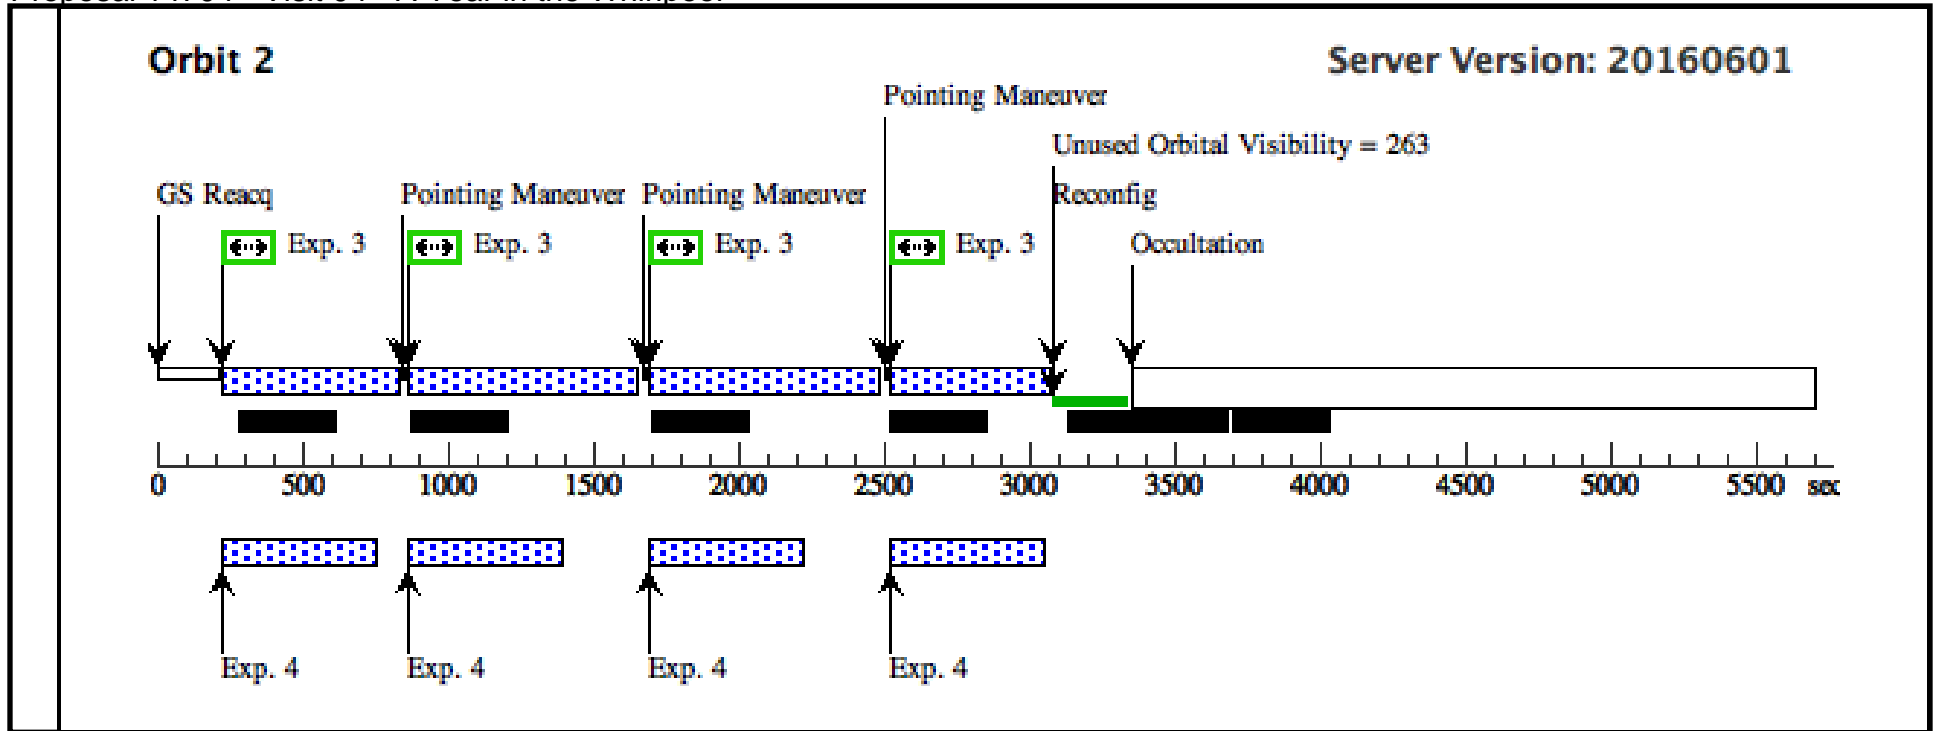 Orbit 2
Server Version: 20160601
Pointing Maneuver
Unused Orbital Visibility = 263
GS Reacq
Pointing Maneuver
Pointing Maneuver
Reconfig
Exp. 3
Exp. 3
Exp. 3
Exp. 3
Occultation
0 500 1000 1500 2000 2500 3000 3500 4000 4500 5000 5500 sec
Exp. 4
Exp. 4
Exp. 4
Exp. 4